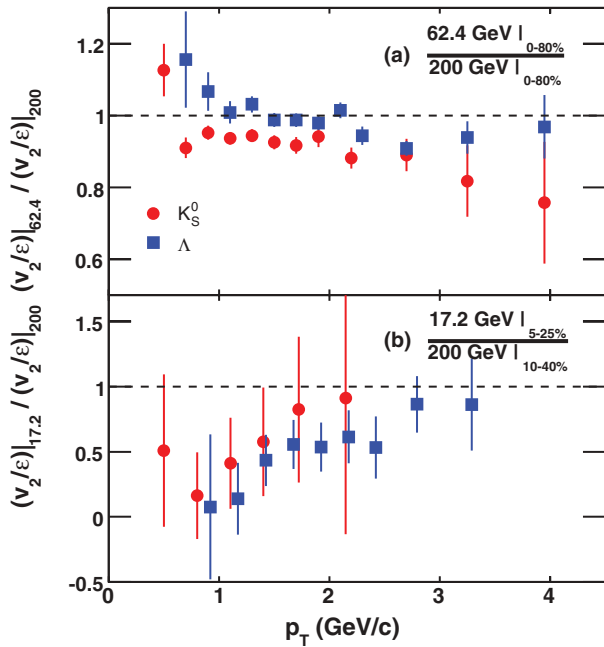 (v₂/ε)|₆₂.₄ / (v₂/ε)|₂₀₀
1.2
1
0.8
0.6
(a)
62.4 GeV |0-80%
200 GeV |0-80%
K⁰S
Λ
(v₂/ε)|₁₇.₂ / (v₂/ε)|₂₀₀
1.5
1
0.5
0
-0.5
(b)
17.2 GeV |5-25%
200 GeV |10-40%
0 1 2 3 4
pT (GeV/c)